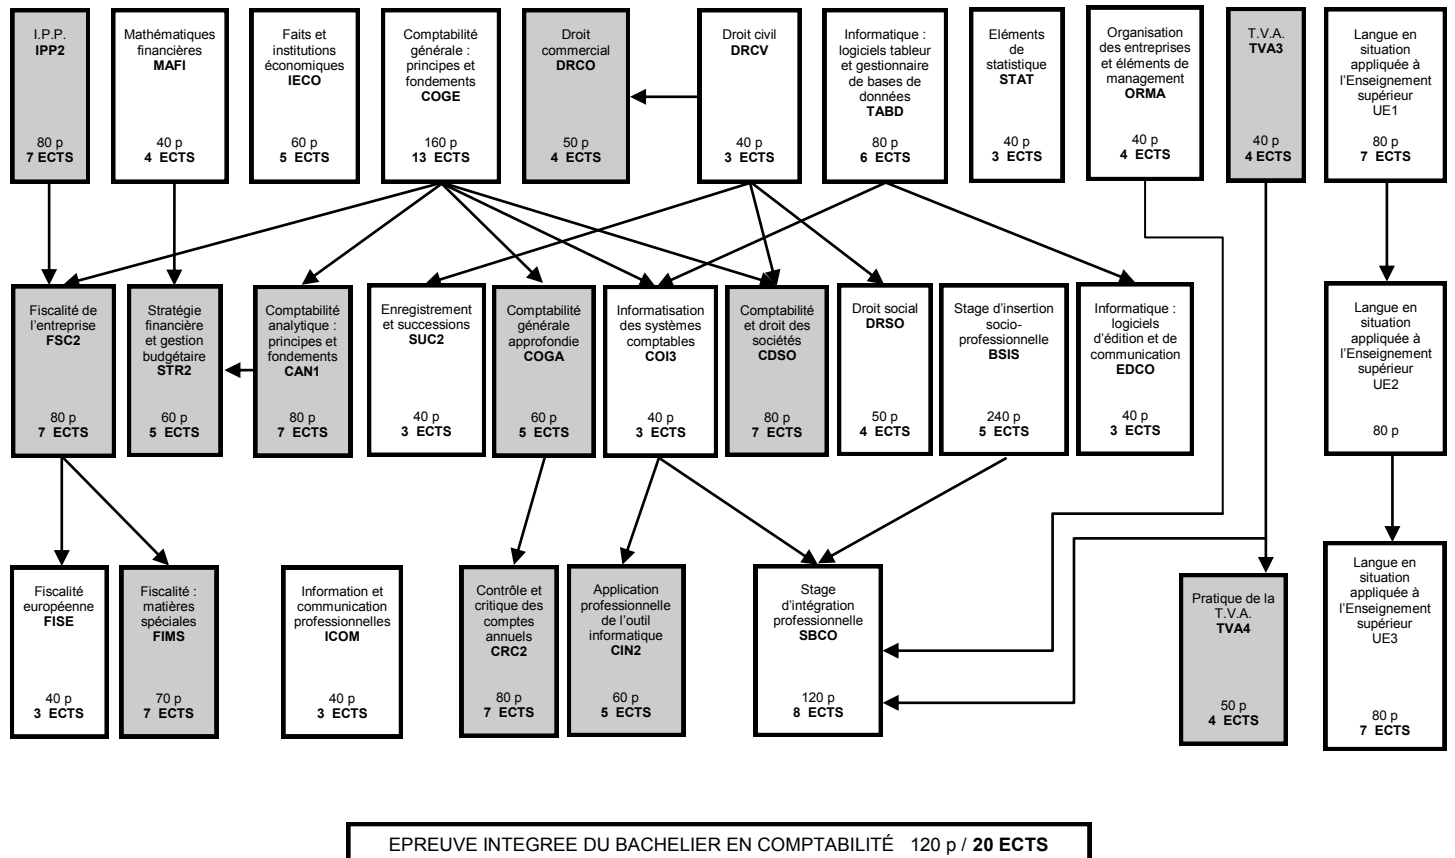 I.P.P.
IPP2
80 p
7 ECTS
Mathématiques
financières
MAFI
40 p
4 ECTS
Faits et
institutions
économiques
IECO
60 p
5 ECTS
Comptabilité
générale :
principes et
fondements
COGE
160 p
13 ECTS
Droit
commercial
DRCO
50 p
4 ECTS
Droit civil
DRCV
40 p
3 ECTS
Informatique :
logiciels tableur
et gestionnaire
de bases de
données
TABD
80 p
6 ECTS
Eléments
de
statistique
STAT
40 p
3 ECTS
Organisation
des entreprises
et éléments de
management
ORMA
40 p
4 ECTS
T.V.A.
TVA3
40 p
4 ECTS
Langue en
situation
appliquée à
l'Enseignement
supérieur
UE1
80 p
7 ECTS
Fiscalité de
l'entreprise
FSC2
80 p
7 ECTS
Stratégie
financière
et gestion
budgétaire
STR2
60 p
5 ECTS
Comptabilité
analytique :
principes et
fondements
CAN1
80 p
7 ECTS
Enregistrement
et successions
SUC2
40 p
3 ECTS
Comptabilité
générale
approfondie
COGA
60 p
5 ECTS
Informatisation
des systèmes
comptables
COI3
40 p
3 ECTS
Comptabilité
et droit des
sociétés
CDSO
80 p
7 ECTS
Droit social
DRSO
50 p
4 ECTS
Stage d'insertion
socio-
professionnelle
BSIS
240 p
5 ECTS
Informatique :
logiciels
d'édition et de
communication
EDCO
40 p
3 ECTS
Langue en
situation
appliquée à
l'Enseignement
supérieur
UE2
80 p
Fiscalité
européenne
FISE
40 p
3 ECTS
Fiscalité :
matières
spéciales
FIMS
70 p
7 ECTS
Information et
communication
professionnelles
ICOM
40 p
3 ECTS
Contrôle et
critique des
comptes
annuels
CRC2
80 p
7 ECTS
Application
professionnelle
de l'outil
informatique
CIN2
60 p
5 ECTS
Stage
d'intégration
professionnelle
SBCO
120 p
8 ECTS
Pratique de la
T.V.A.
TVA4
50 p
4 ECTS
Langue en
situation
appliquée à
l'Enseignement
supérieur
UE3
80 p
7 ECTS
EPREUVE INTEGREE DU BACHELIER EN COMPTABILITÉ 120 p / 20 ECTS